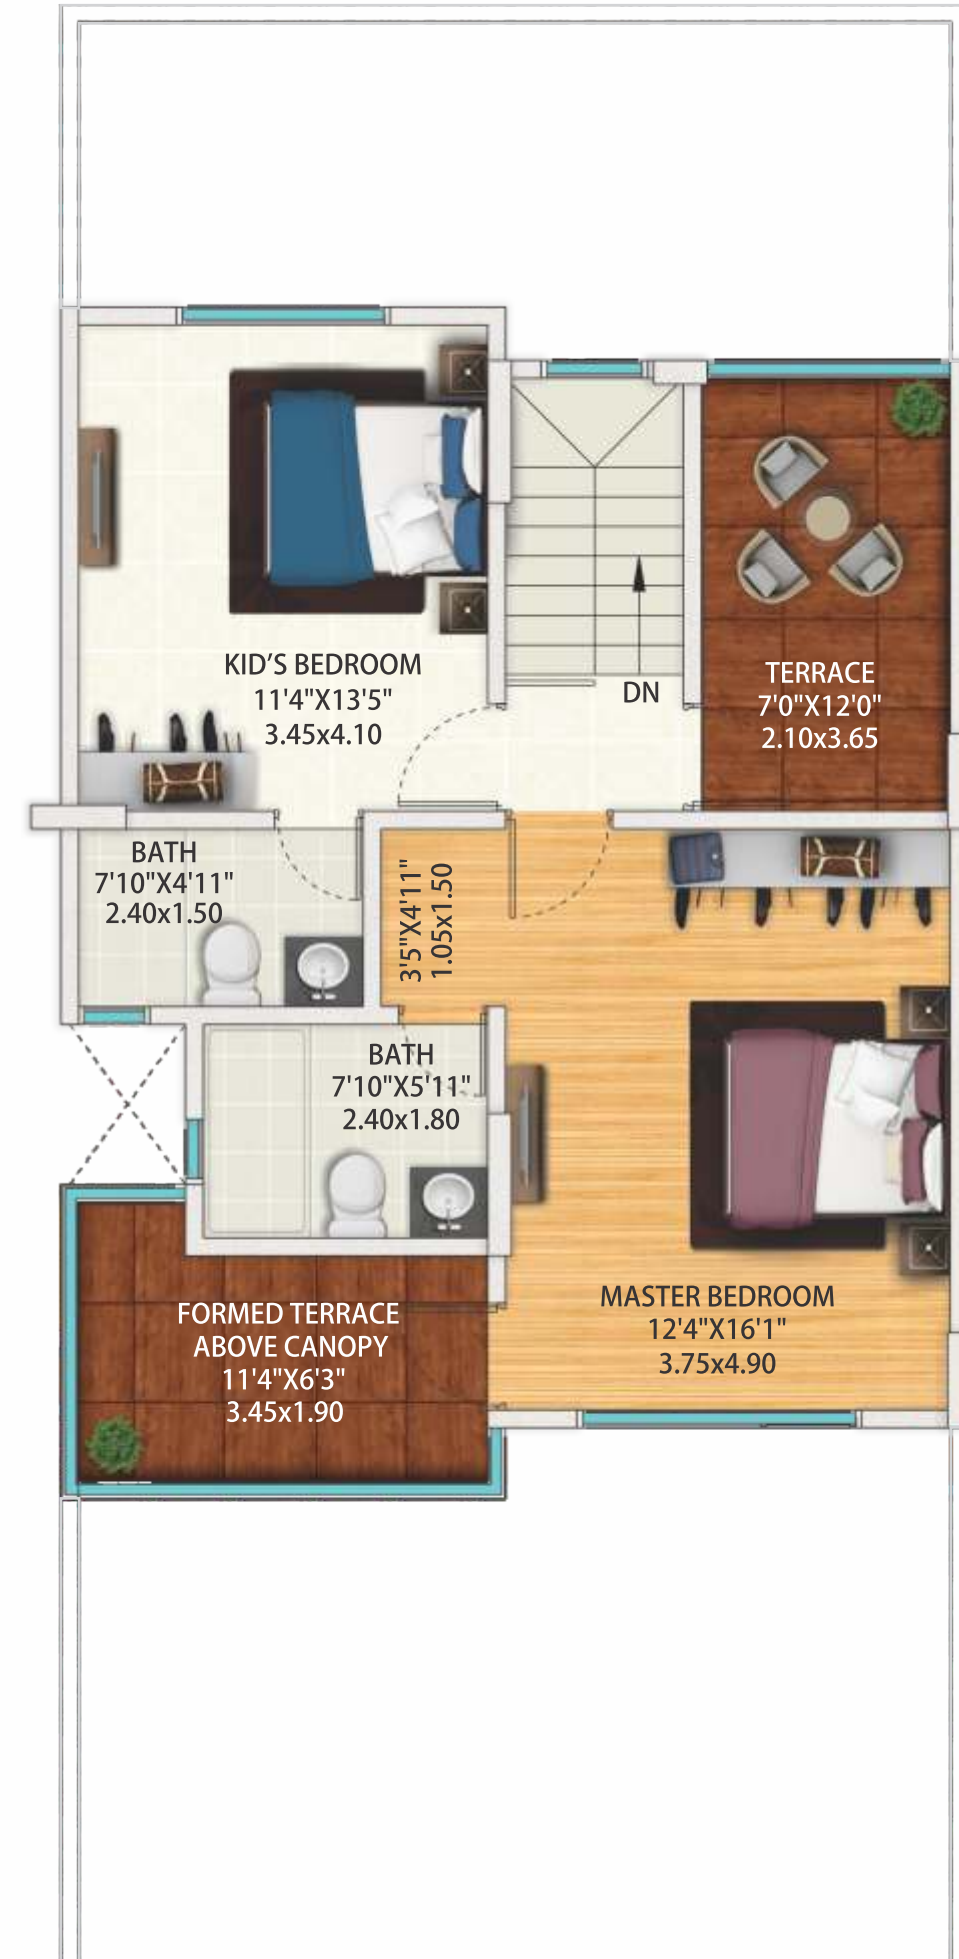 KID'S BEDROOM
11'4"X13'5"
3.45x4.10
DN
TERRACE
7'0"X12'0"
2.10x3.65
BATH
7'10"X4'11"
2.40x1.50
3'5"X4'11"
1.05x1.50
BATH
7'10"X5'11"
2.40x1.80
MASTER BEDROOM
12'4"X16'1"
3.75x4.90
FORMED TERRACE
ABOVE CANOPY
11'4"X6'3"
3.45x1.90